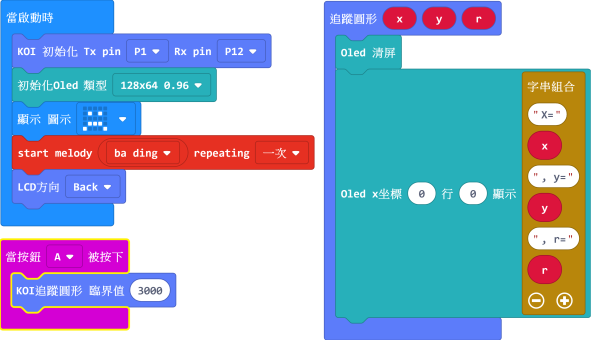 當啟動時
KOI 初始化 Tx pin P1 Rx pin P12
初始化Oled 類型 128x64 0.96
顯示 圖示
start melody ba ding repeating 一次
LCD方向 Back
當按鈕 A 被按下
KOI追蹤圓形 臨界值 3000
追蹤圓形 x y r
Oled 清屏
Oled x坐標 0 行 0 顯示
字串組合
"X="
x
", y="
y
", r="
r